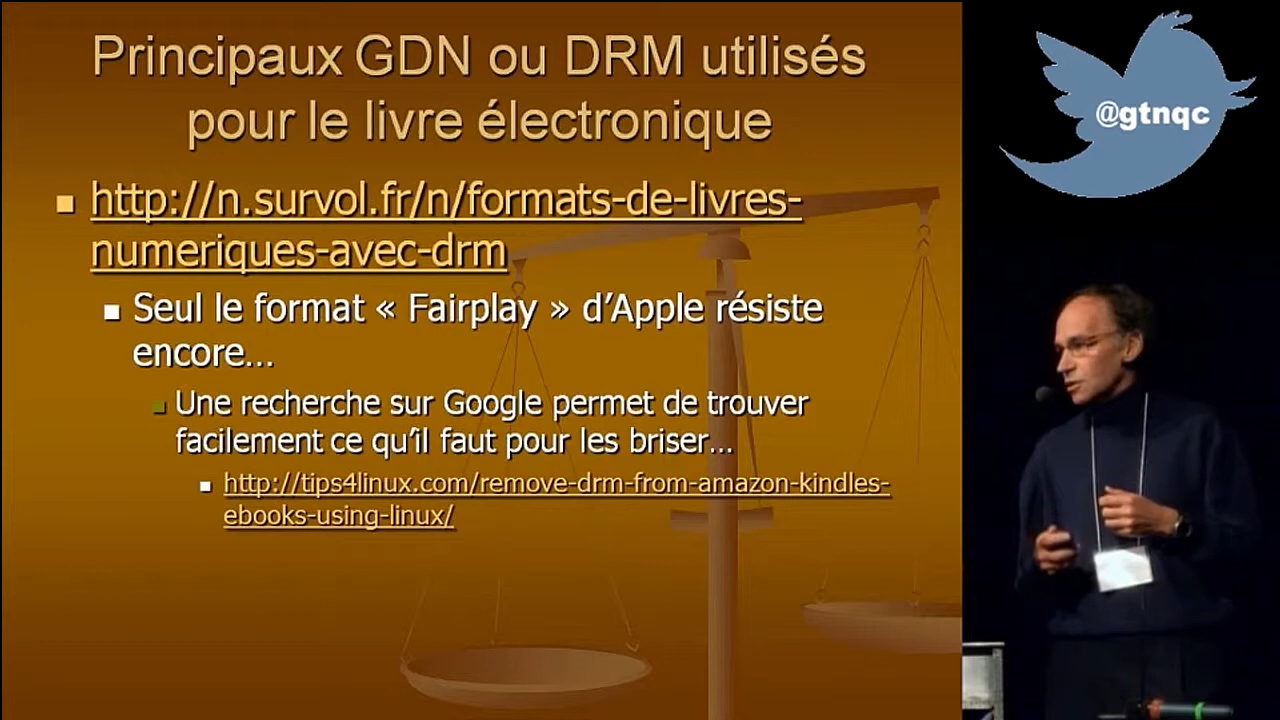 Principaux GDN ou DRM utilisés
pour le livre électronique
http://n.survol.fr/n/formats-de-livres-
numeriques-avec-drm
Seul le format « Fairplay » d’Apple résiste
encore…
Une recherche sur Google permet de trouver
facilement ce qu’il faut pour les briser…
http://tips4linux.com/remove-drm-from-amazon-kindles-
ebooks-using-linux/
@gtnqc